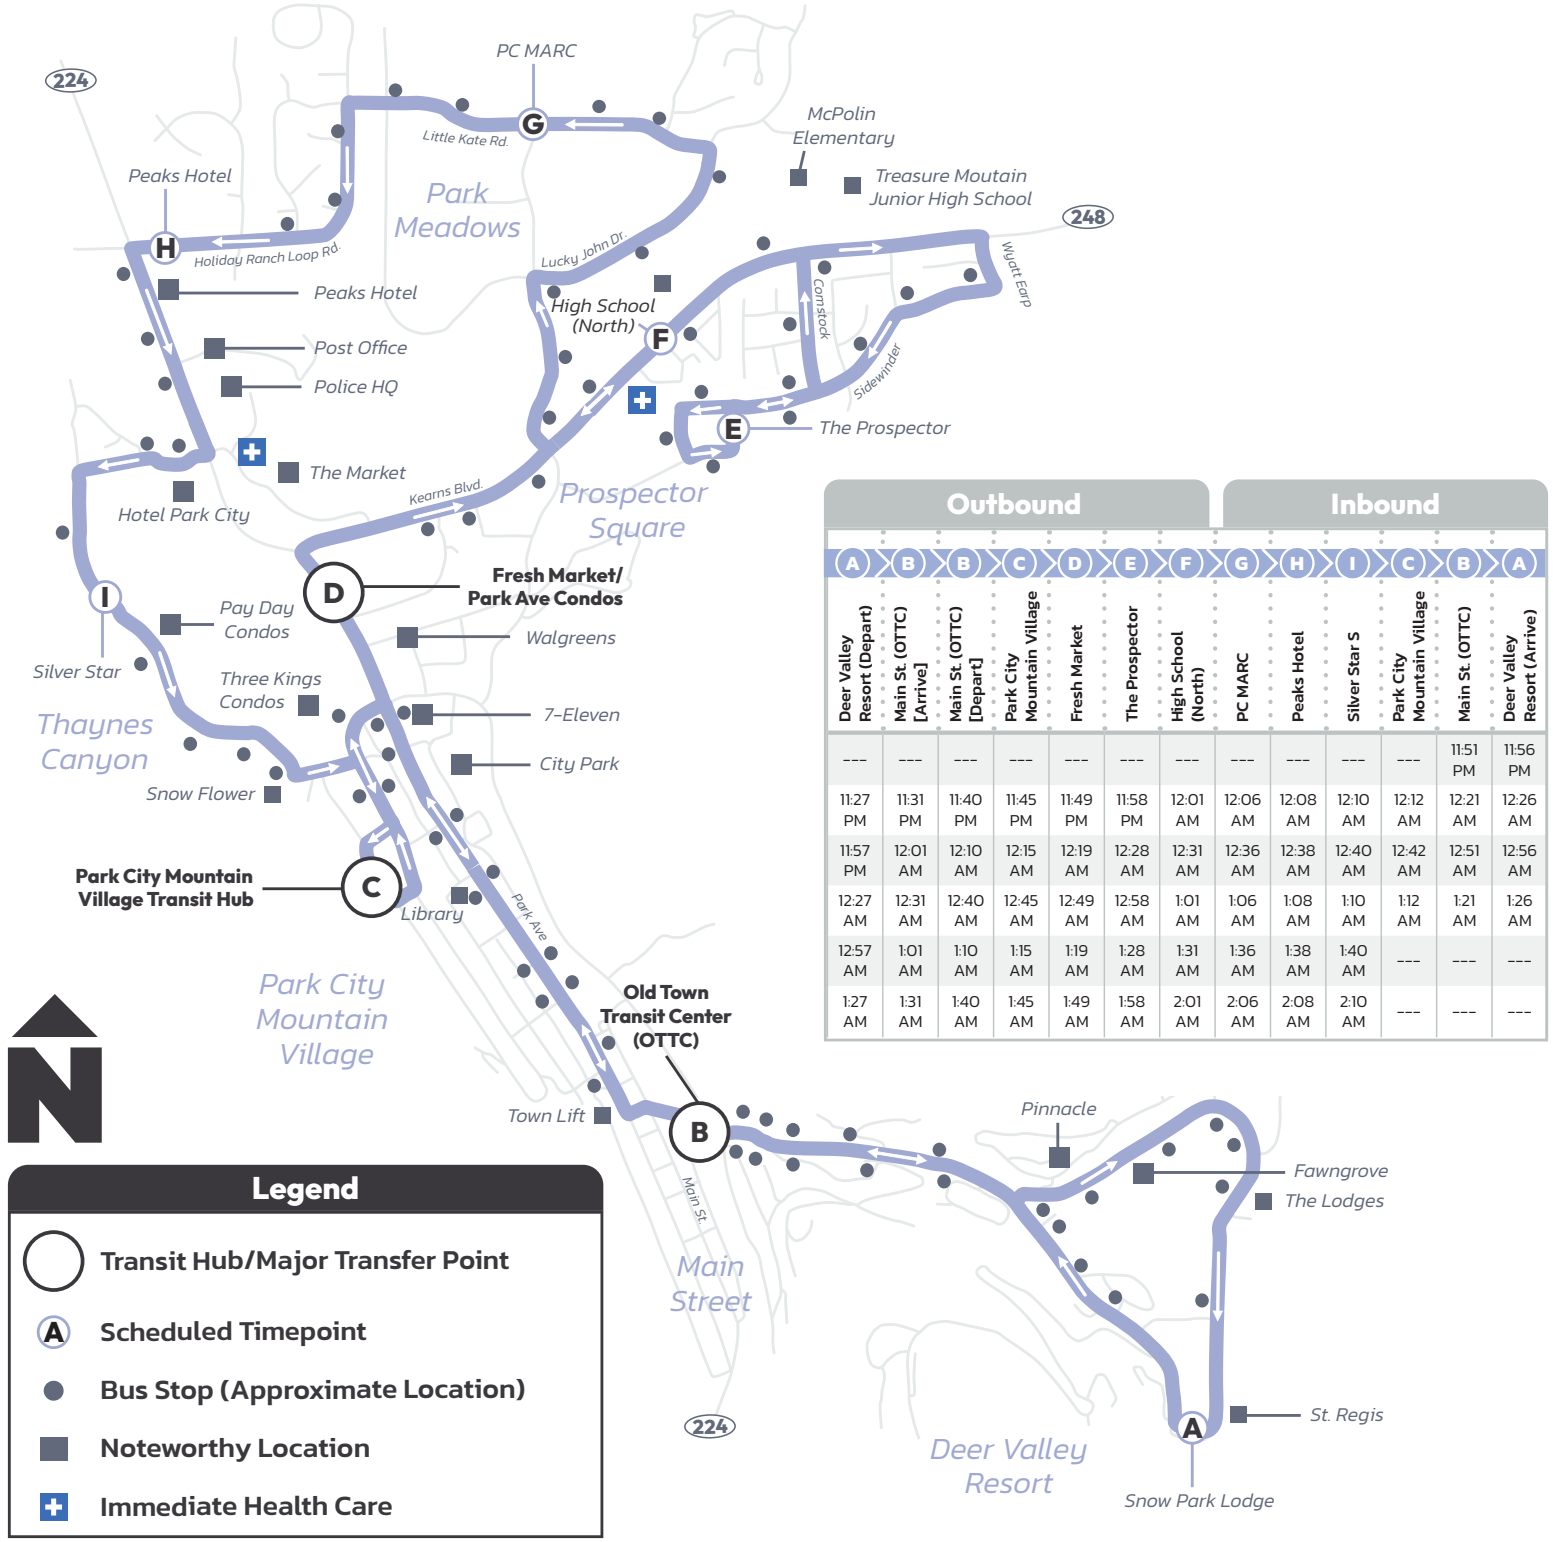 PC MARC
224
McPolin
Elementary
G
Little Kate Rd.
Peaks Hotel
Treasure Moutain
Junior High School
Park
Meadows
248
H
Holiday Ranch Loop Rd.
Lucky John Dr.
Wyatt Earp
Peaks Hotel
High School
(North)
F
Comstock
Post Office
Police HQ
Sidewinder
E
The Prospector
The Market
Kearns Blvd.
Prospector
Square
Hotel Park City
D
Fresh Market/
Park Ave Condos
I
Pay Day
Condos
Walgreens
Silver Star
Three Kings
Condos
7-Eleven
Thaynes
Canyon
City Park
Snow Flower
Park City Mountain
Village Transit Hub
C
Library
Park Ave
Park City
Mountain
Village
Old Town
Transit Center
(OTTC)
N
Town Lift
B
Main St.
Main
Street
224
Pinnacle
Fawngrove
The Lodges
St. Regis
A
Deer Valley
Resort
Snow Park Lodge
Outbound Inbound
A B B C D E F G H I C B A
Deer Valley
Resort (Depart)
Main St. (OTTC)
[Arrive]
Main St. (OTTC)
[Depart]
Park City
Mountain Village
Fresh Market
The Prospector
High School
(North)
PC MARC
Peaks Hotel
Silver Star S
Park City
Mountain Village
Main St. (OTTC)
Deer Valley
Resort (Arrive)
--- --- --- --- --- --- --- --- --- --- --- 11:51 PM 11:56 PM
11:27 PM 11:31 PM 11:40 PM 11:45 PM 11:49 PM 11:58 PM 12:01 AM 12:06 AM 12:08 AM 12:10 AM 12:12 AM 12:21 AM 12:26 AM
11:57 PM 12:01 AM 12:10 AM 12:15 AM 12:19 AM 12:28 AM 12:31 AM 12:36 AM 12:38 AM 12:40 AM 12:42 AM 12:51 AM 12:56 AM
12:27 AM 12:31 AM 12:40 AM 12:45 AM 12:49 AM 12:58 AM 1:01 AM 1:06 AM 1:08 AM 1:10 AM 1:12 AM 1:21 AM 1:26 AM
12:57 AM 1:01 AM 1:10 AM 1:15 AM 1:19 AM 1:28 AM 1:31 AM 1:36 AM 1:38 AM 1:40 AM --- --- ---
1:27 AM 1:31 AM 1:40 AM 1:45 AM 1:49 AM 1:58 AM 2:01 AM 2:06 AM 2:08 AM 2:10 AM --- --- ---
Legend
Transit Hub/Major Transfer Point
A Scheduled Timepoint
Bus Stop (Approximate Location)
Noteworthy Location
Immediate Health Care